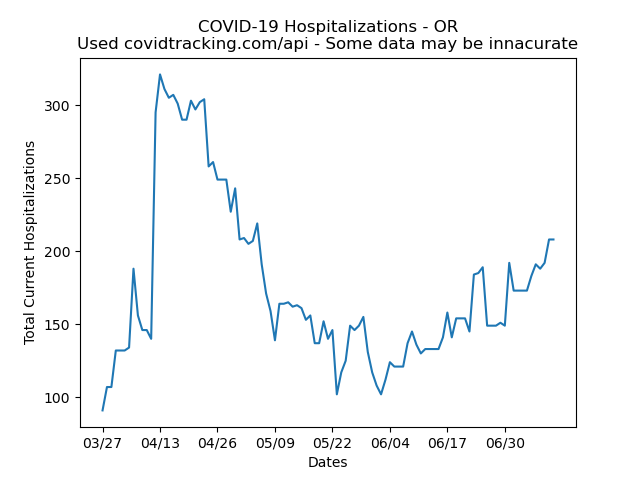 COVID-19 Hospitalizations - OR
Used covidtracking.com/api - Some data may be innacurate
Total Current Hospitalizations
300
250
200
150
100
03/27 04/13 04/26 05/09 05/22 06/04 06/17 06/30
Dates